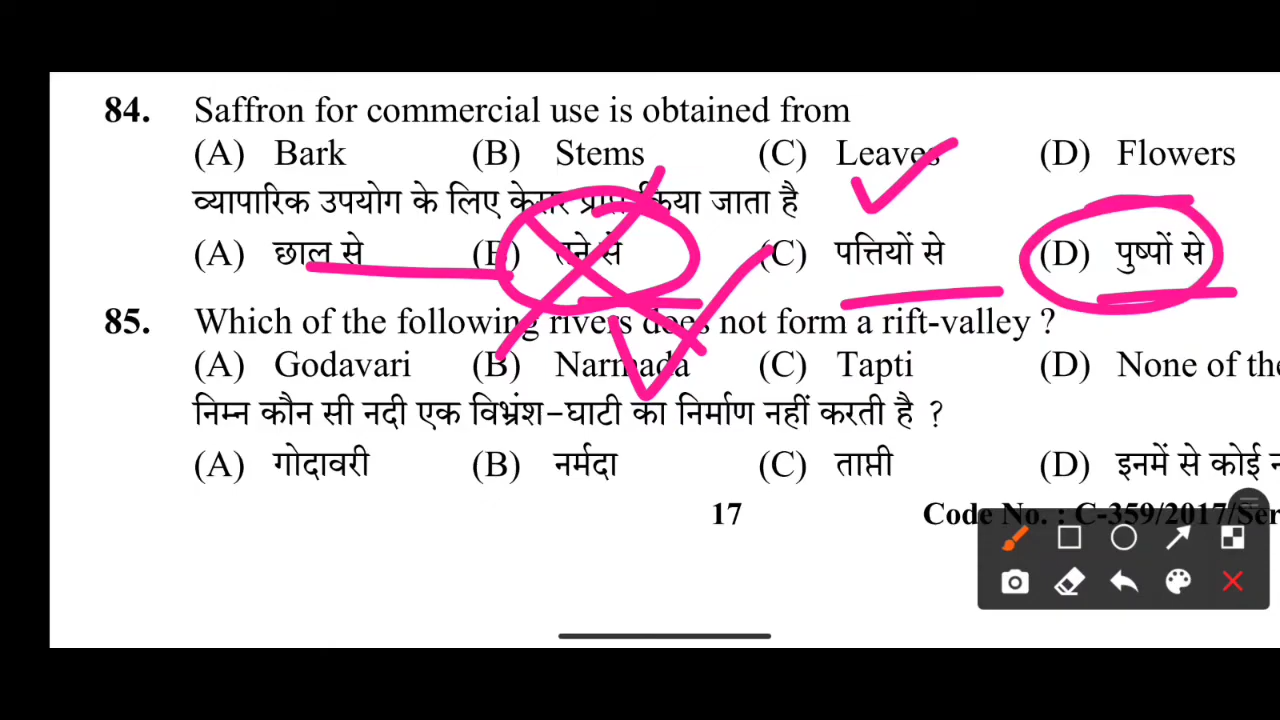 84. Saffron for commercial use is obtained from
(A) Bark (B) Stems (C) Leaves (D) Flowers
व्यापारिक उपयोग के लिए केसर प्राप्त किया जाता है
(A) छाल से (B) तने से (C) पत्तियों से (D) पुष्पों से
85. Which of the following rivers does not form a rift-valley ?
(A) Godavari (B) Narmada (C) Tapti (D) None of the
निम्न कौन सी नदी एक विभ्रंश-घाटी का निर्माण नहीं करती है ?
(A) गोदावरी (B) नर्मदा (C) ताप्ती (D) इनमें से कोई
17 Code No. : C-359/2017/Ser